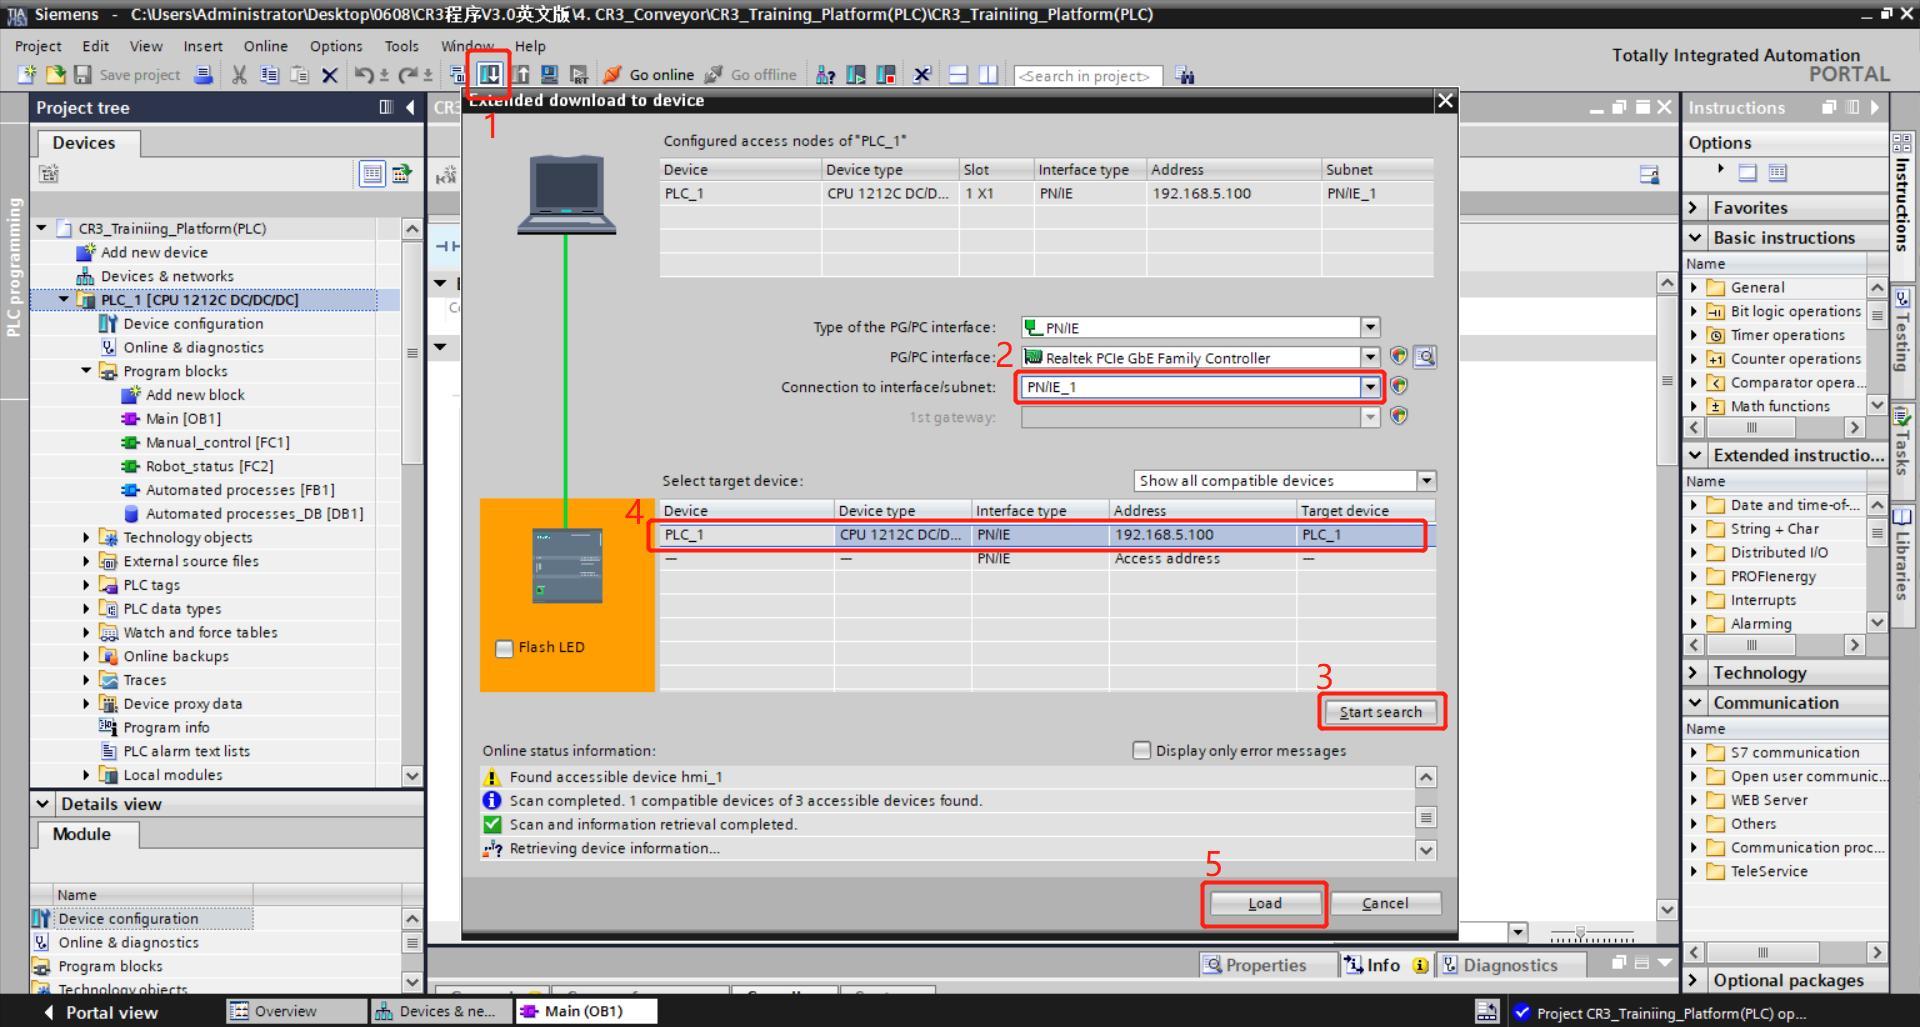 Siemens - C:\Users\Administrator\Desktop\0608\CR3程序V3.0英文版\4. CR3_Conveyor\CR3_Training_Platform(PLC)\CR3_Trainiing_Platform(PLC)
Project Edit View Insert Online Options Tools Window Help
Save project Go online Go offline <Search in project>
Totally Integrated Automation
PORTAL
1
PLC programming
Project tree
Devices
CR3_Trainiing_Platform(PLC)
Add new device
Devices & networks
PLC_1 [CPU 1212C DC/DC/DC]
Device configuration
Online & diagnostics
Program blocks
Add new block
Main [OB1]
Manual_control [FC1]
Robot_status [FC2]
Automated processes [FB1]
Automated processes_DB [DB1]
Technology objects
External source files
PLC tags
PLC data types
Watch and force tables
Online backups
Traces
Device proxy data
Program info
PLC alarm text lists
Local modules
Details view
Module
Name
Device configuration
Online & diagnostics
Program blocks
Technology objects
CR3
Extended download to device
Configured access nodes of "PLC_1"
Device Device type Slot Interface type Address Subnet
PLC_1 CPU 1212C DC/D... 1 X1 PN/IE 192.168.5.100 PN/IE_1
Type of the PG/PC interface: PN/IE
PG/PC interface: Realtek PCIe GbE Family Controller
2
Connection to interface/subnet: PN/IE_1
1st gateway:
Select target device: Show all compatible devices
Device Device type Interface type Address Target device
4
PLC_1 CPU 1212C DC/D... PN/IE 192.168.5.100 PLC_1
— — PN/IE Access address —
Flash LED
3
Start search
Online status information: Display only error messages
Found accessible device hmi_1
Scan completed. 1 compatible devices of 3 accessible devices found.
Scan and information retrieval completed.
Retrieving device information...
5
Load Cancel
Properties Info Diagnostics
Instructions
Options
Favorites
Basic instructions
Name
General
Bit logic operations
Timer operations
Counter operations
Comparator opera...
Math functions
Extended instructio...
Name
Date and time-of-...
String + Char
Distributed I/O
PROFIenergy
Interrupts
Alarming
Technology
Communication
Name
S7 communication
Open user communic...
WEB Server
Others
Communication proc...
TeleService
Optional packages
Instructions
Testing
Tasks
Libraries
Portal view Overview Devices & ne... Main (OB1) Project CR3_Trainiing_Platform(PLC) op...